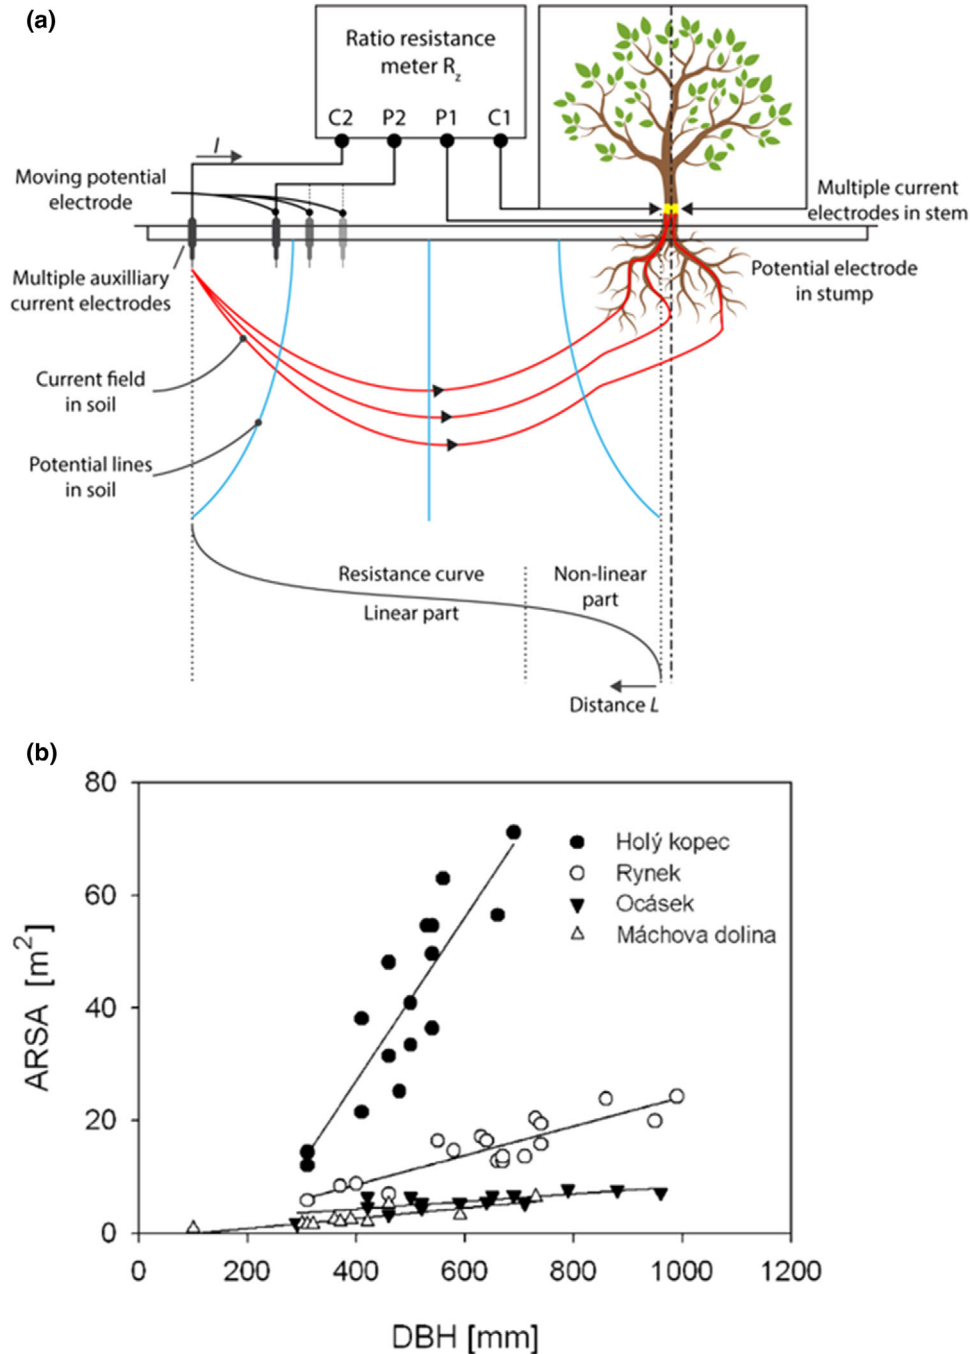 (a)
Ratio resistance
meter Rz
C2 P2 P1 C1
I
Moving potential
electrode
Multiple current
electrodes in stem
Multiple auxilliary
current electrodes
Potential electrode
in stump
Current field
in soil
Potential lines
in soil
Resistance curve
Linear part
Non-linear
part
Distance L
(b)
80
60
40
20
0
ARSA [m²]
Holý kopec
Rynek
Ocásek
Máchova dolina
0 200 400 600 800 1000 1200
DBH [mm]